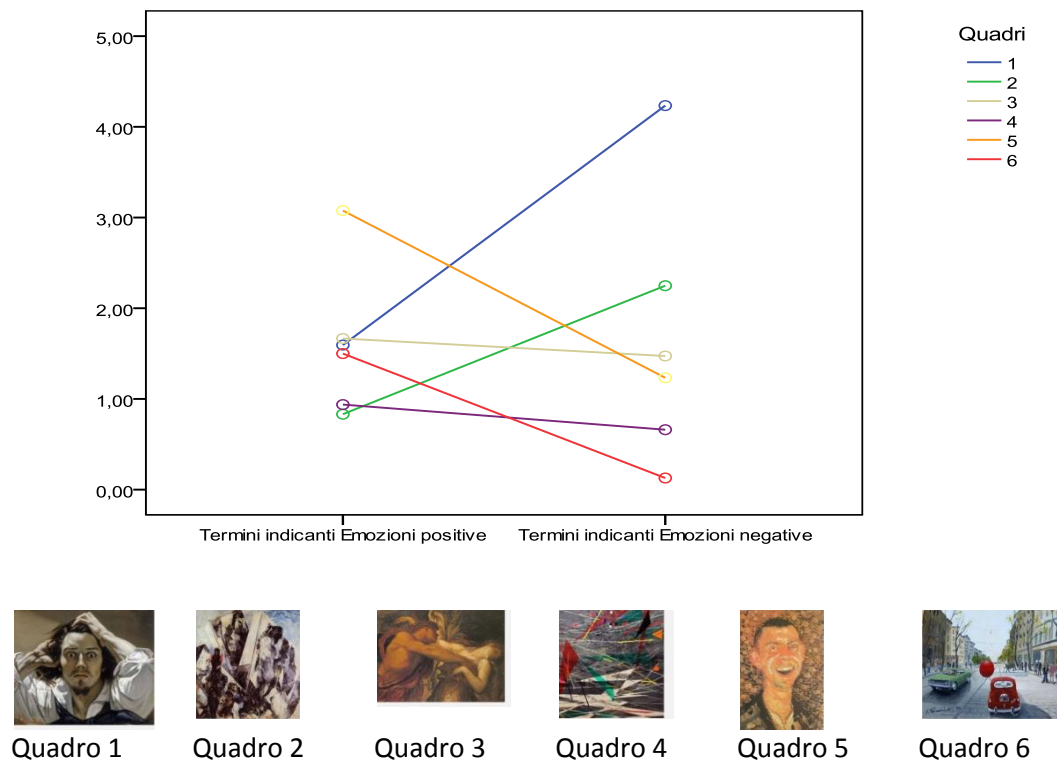 5,00
4,00
3,00
2,00
1,00
0,00
Termini indicanti Emozioni positive
Termini indicanti Emozioni negative
Quadri
1
2
3
4
5
6
Quadro 1
Quadro 2
Quadro 3
Quadro 4
Quadro 5
Quadro 6